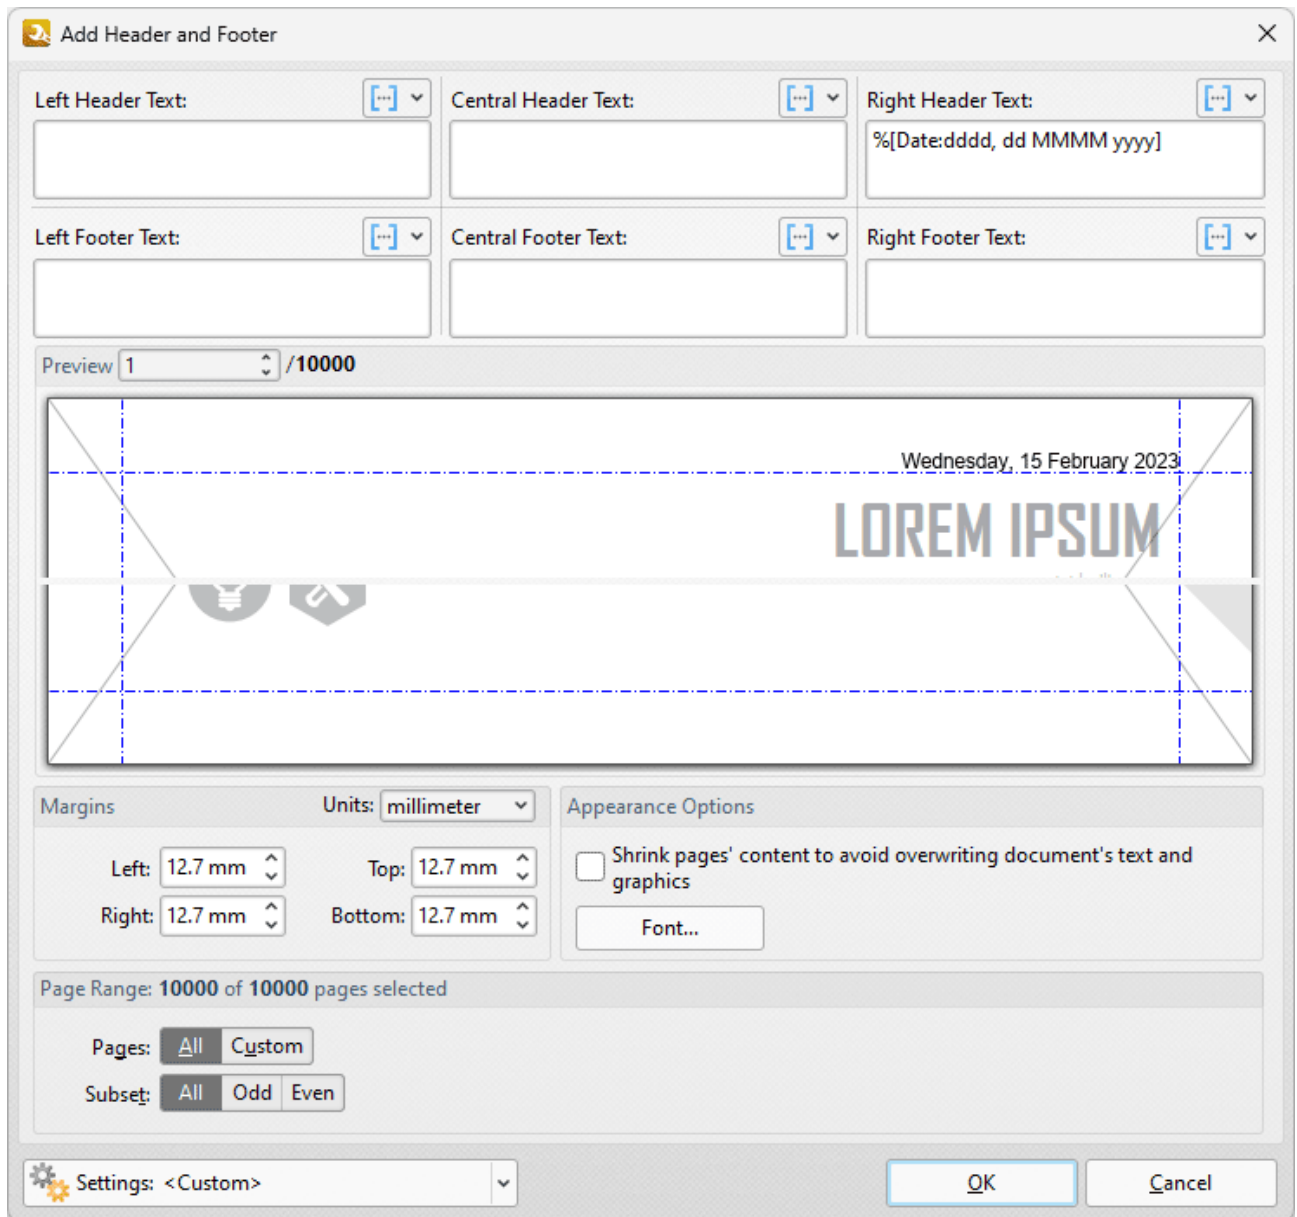 Add Header and Footer
Left Header Text:
Central Header Text:
Right Header Text:
%[Date:dddd, dd MMMM yyyy]
Left Footer Text:
Central Footer Text:
Right Footer Text:
Preview 1 /10000
Wednesday, 15 February 2023
LOREM IPSUM
Margins Units: millimeter
Appearance Options
Left: 12.7 mm Top: 12.7 mm
Right: 12.7 mm Bottom: 12.7 mm
Shrink pages' content to avoid overwriting document's text and
graphics
Font...
Page Range: 10000 of 10000 pages selected
Pages: All Custom
Subset: All Odd Even
Settings: <Custom>
OK
Cancel